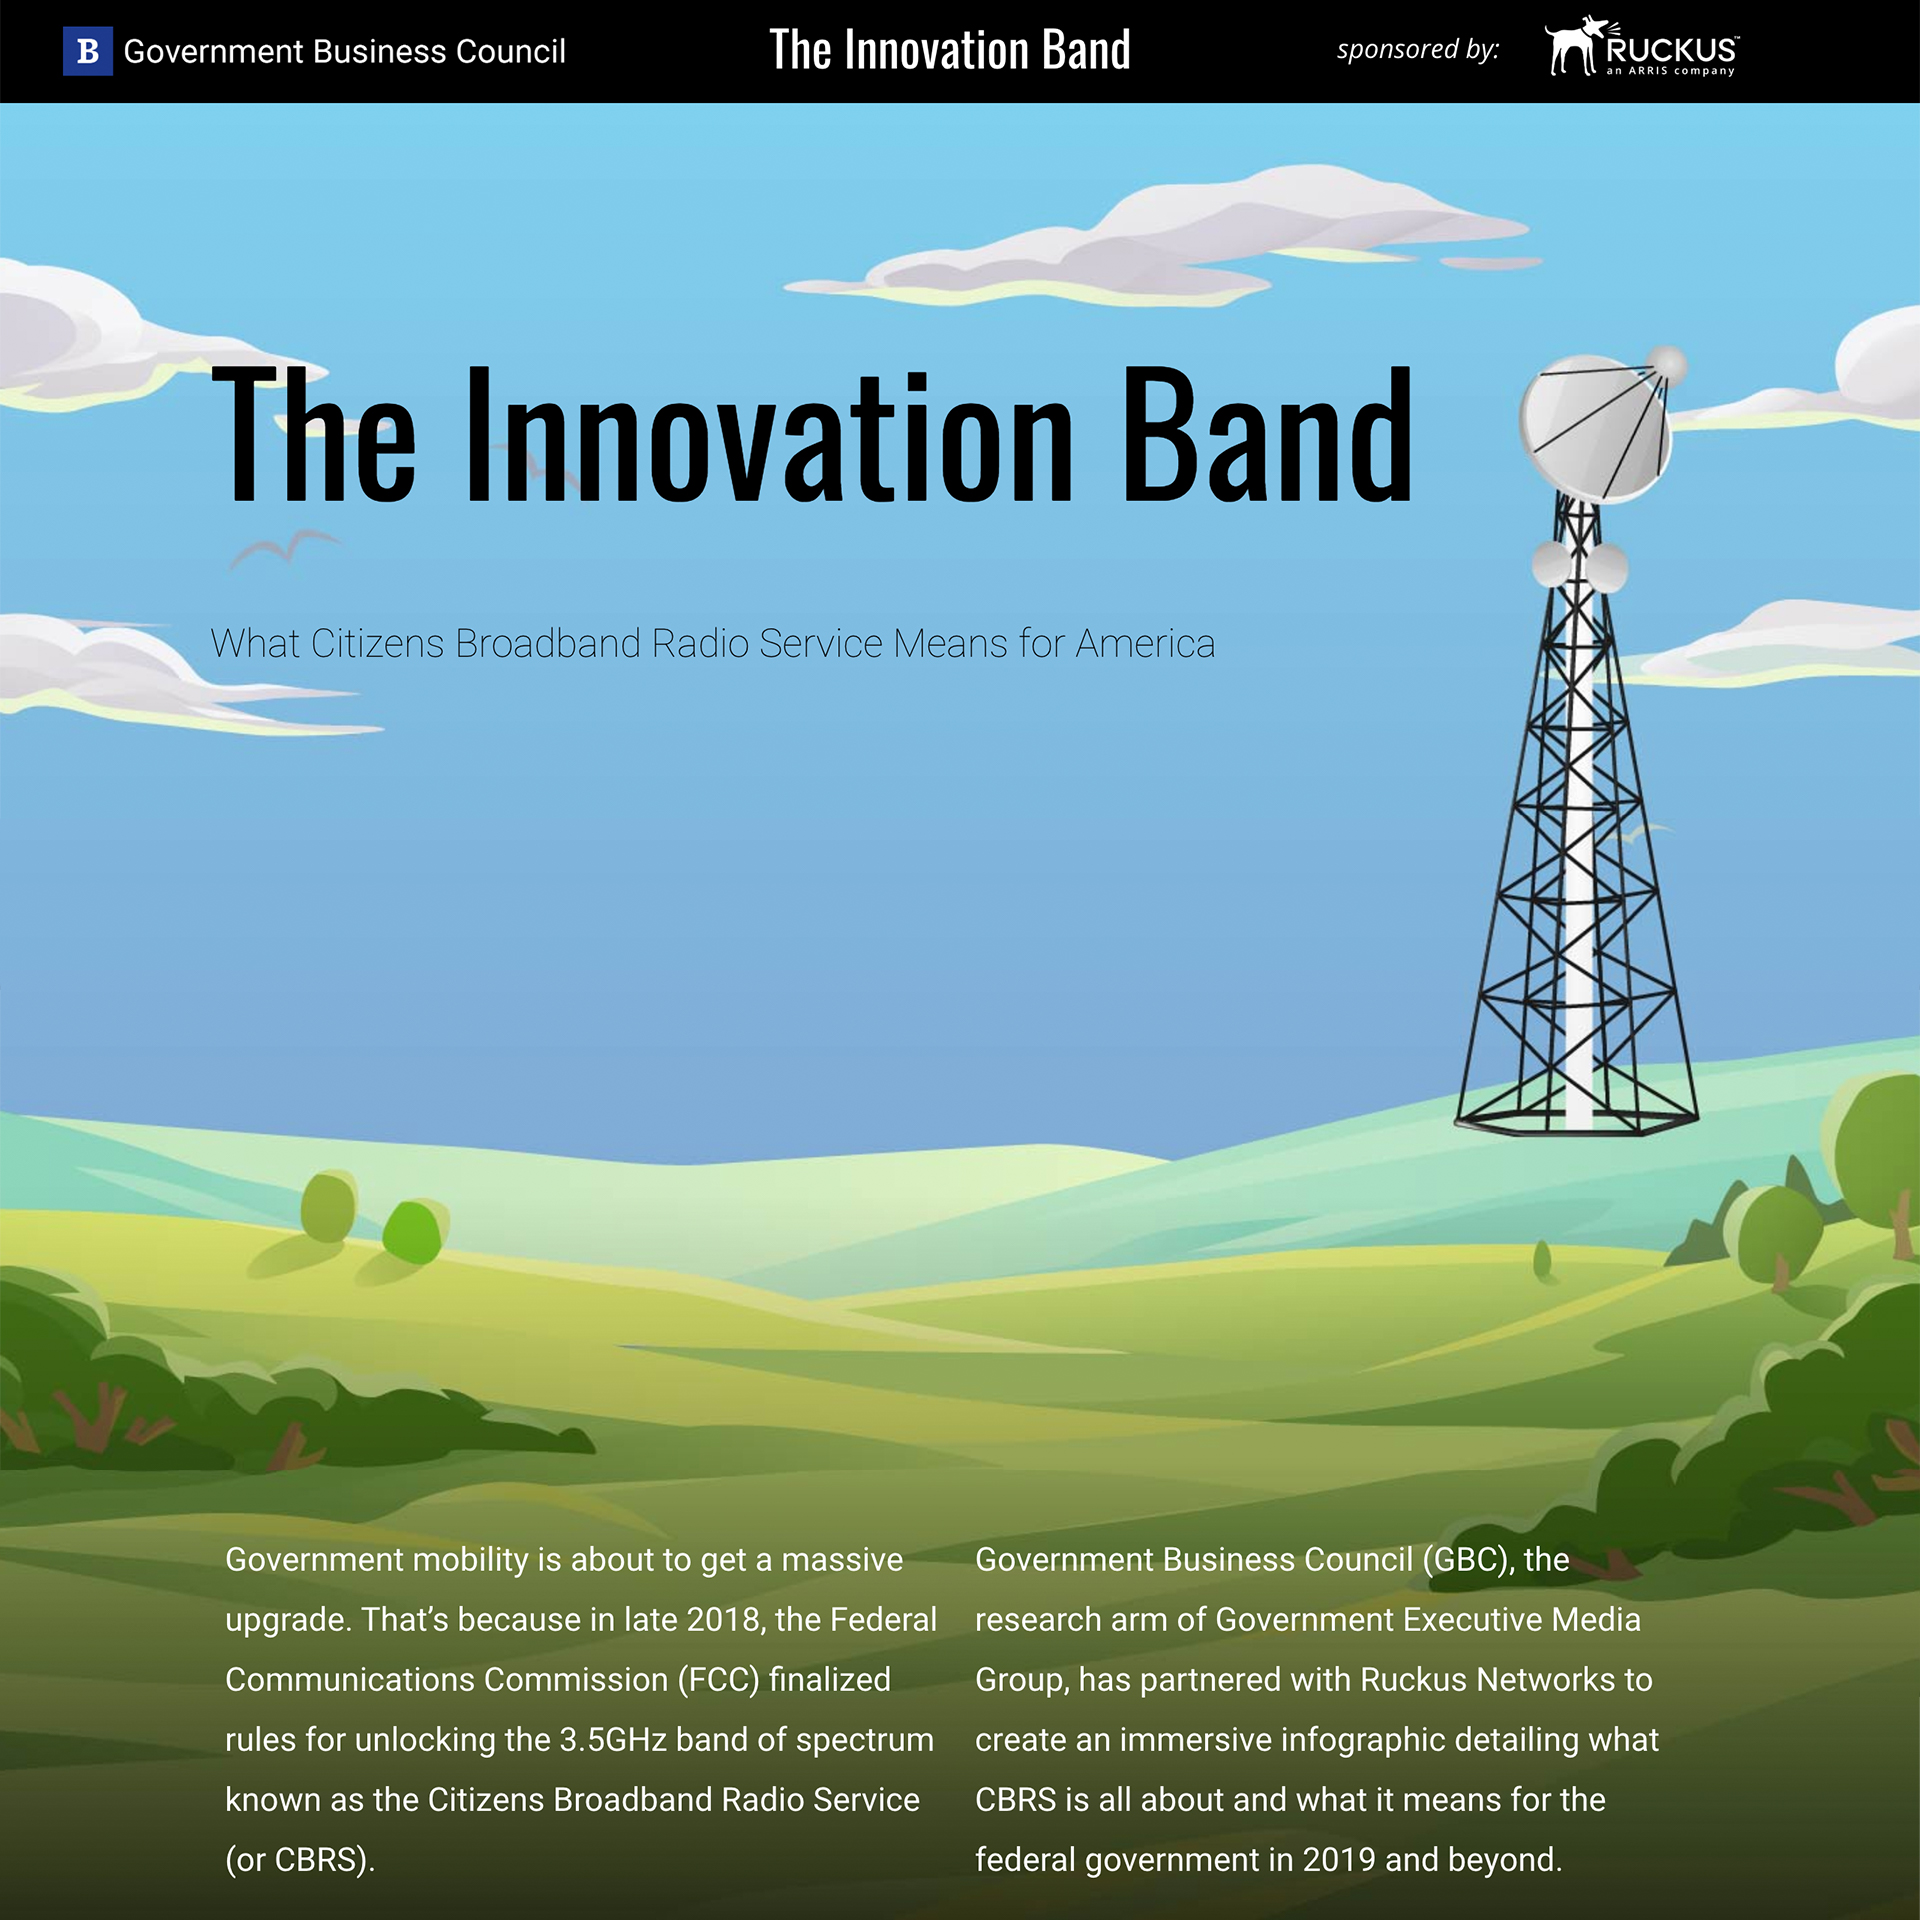 B Government Business Council
The Innovation Band
sponsored by:
RUCKUS™
an ARRIS company
The Innovation Band
What Citizens Broadband Radio Service Means for America
Government mobility is about to get a massive
upgrade. That’s because in late 2018, the Federal
Communications Commission (FCC) finalized
rules for unlocking the 3.5GHz band of spectrum
known as the Citizens Broadband Radio Service
(or CBRS).
Government Business Council (GBC), the
research arm of Government Executive Media
Group, has partnered with Ruckus Networks to
create an immersive infographic detailing what
CBRS is all about and what it means for the
federal government in 2019 and beyond.